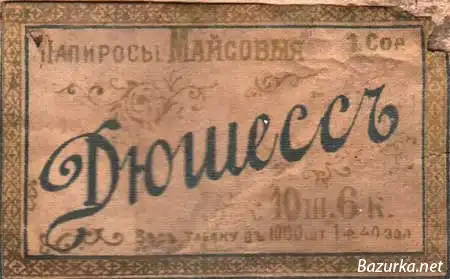 Папиросы Майсовыя 1 Сор
Дюшессъ
10 ш. 6 к.
Вѣсъ табаку въ 1000 шт. 1 ф. 40 зол
Bazurka.net